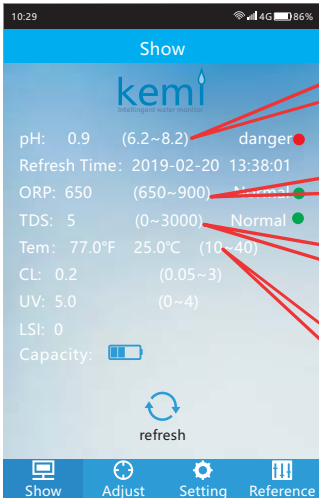 10:29 4G 86%
Show
kemi
intellingend water monitor
pH: 0.9 (6.2~8.2) danger
Refresh Time: 2019-02-20 13:38:01
ORP: 650 (650~900) Normal
TDS: 5 (0~3000) Normal
Tem: 77.0°F 25.0℃ (10~40)
CL: 0.2 (0.05~3)
UV: 5.0 (0~4)
LSI: 0
Capacity:
refresh
Show Adjust Setting Reference